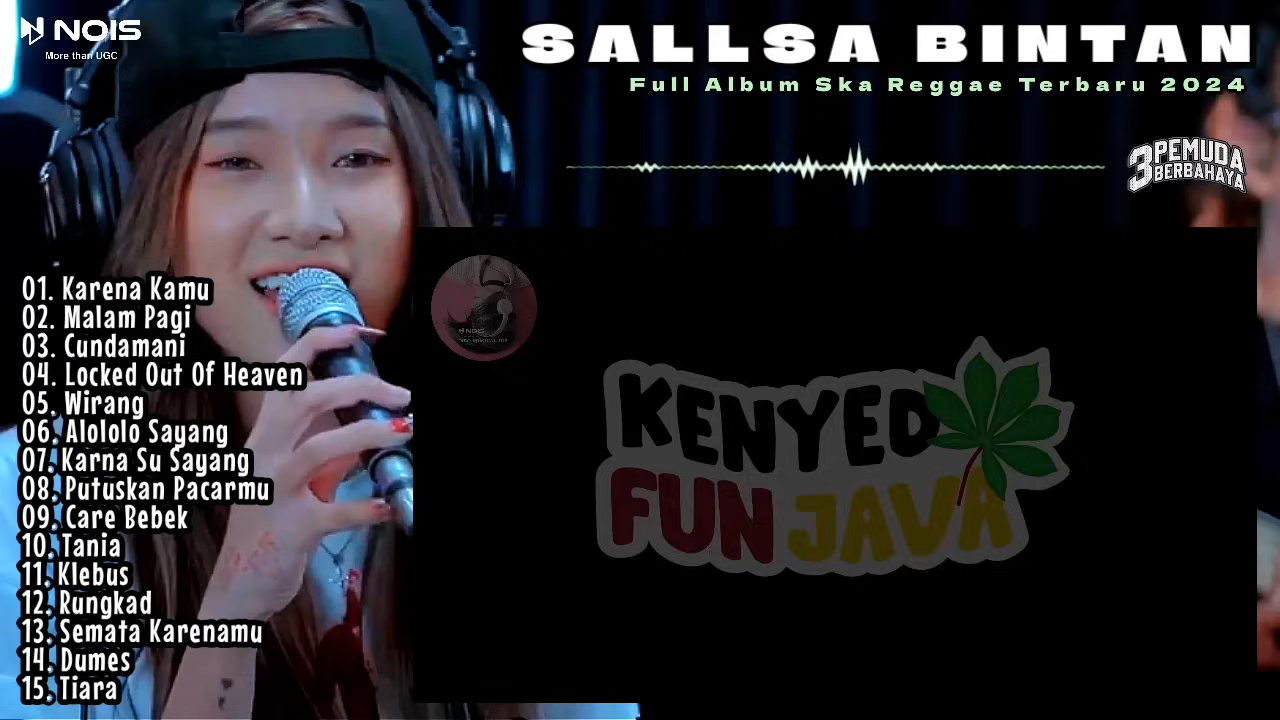 NOIS
More than UGC
SALLSA BINTAN
Full Album Ska Reggae Terbaru 2024
3 PEMUDA
BERBAHAYA
01. Karena Kamu
02. Malam Pagi
03. Cundamani
04. Locked Out Of Heaven
05. Wirang
06. Alololo Sayang
07. Karna Su Sayang
08. Putuskan Pacarmu
09. Care Bebek
10. Tania
11. Klebus
12. Rungkad
13. Semata Karenamu
14. Dumes
15. Tiara
NOIS
KENYED
FUN JAVA